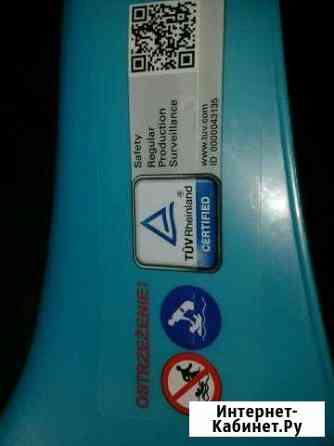 Safety
Regular
Production
Surveillance
www.tuv.com
ID 0000043135
®
TÜVRheinland
CERTIFIED
OSTRZEŻENIE!
Интернет-
Кабинет.Ру